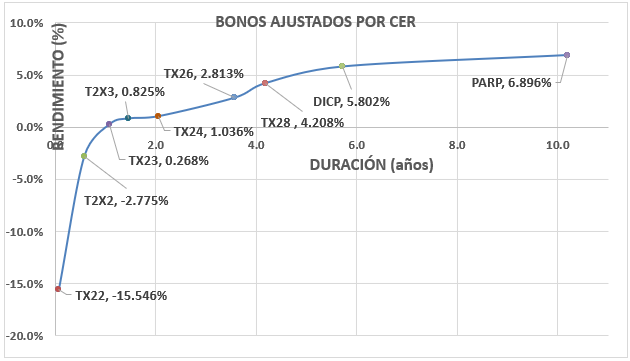 BONOS AJUSTADOS POR CER
10.0%
5.0%
0.0%
-5.0%
-10.0%
-15.0%
-20.0%
RENDIMIENTO (%)
TX26, 2.813%
T2X3, 0.825%
PARP, 6.896%
DICP, 5.802%
TX28 , 4.208%
TX24, 1.036%
2.0
4.0
6.0
8.0
10.0
TX23, 0.268%
DURACIÓN (años)
T2X2, -2.775%
TX22, -15.546%